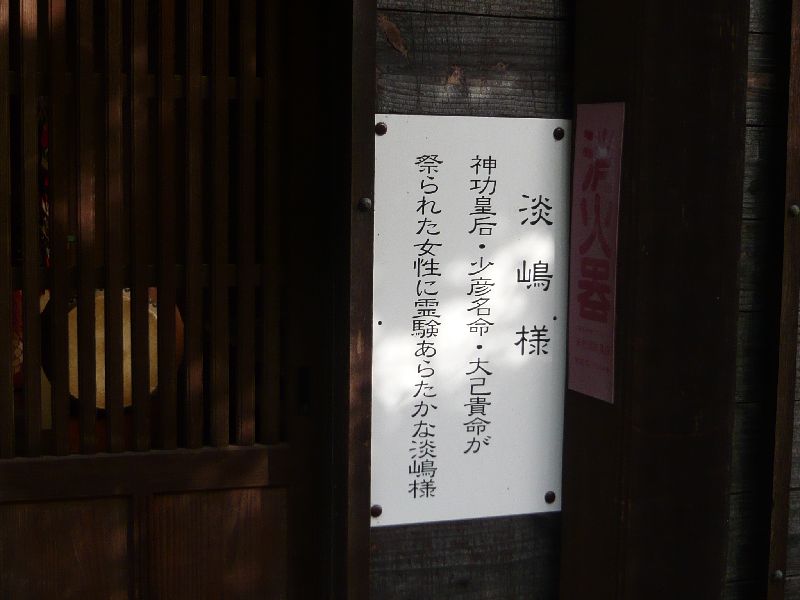 淡嶋様
神功皇后・少彦名命・大己貴命が
祭られた女性に霊験あらたかな淡嶋様
消火器